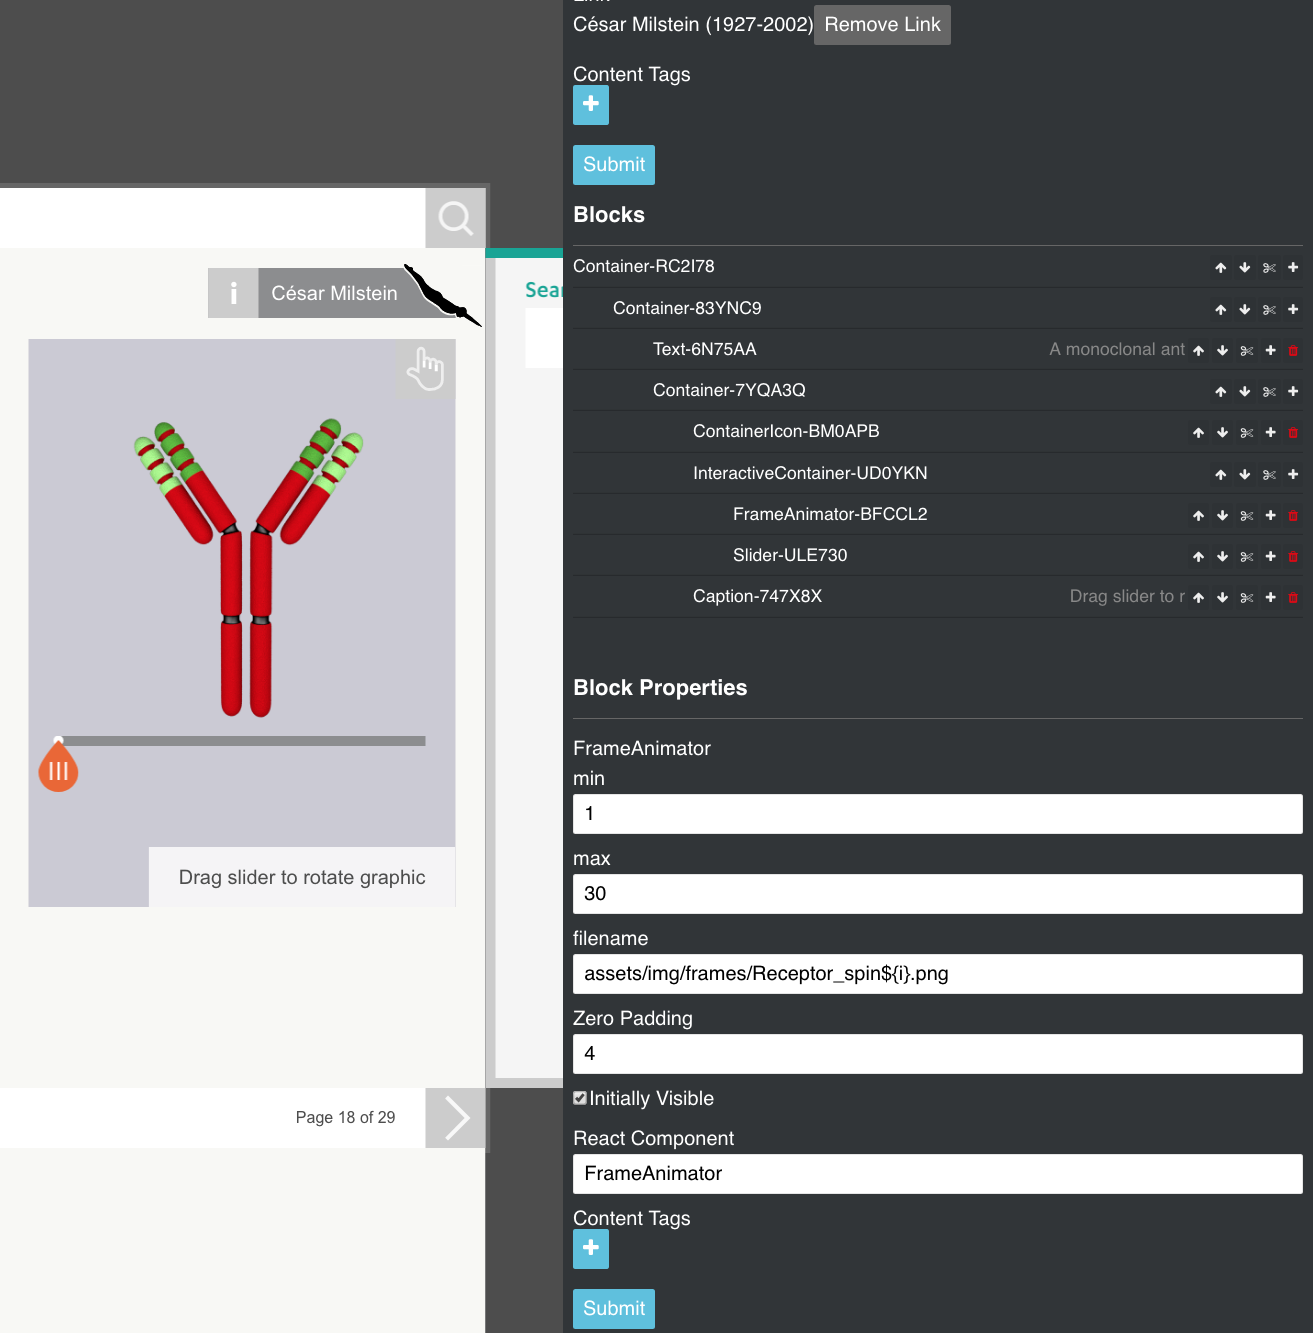 César Milstein (1927-2002) Remove Link
Content Tags
Submit
Blocks
Container-RC2I78
Container-83YNC9
Text-6N75AA A monoclonal ant
Container-7YQA3Q
ContainerIcon-BM0APB
InteractiveContainer-UD0YKN
FrameAnimator-BFCCL2
Slider-ULE730
Caption-747X8X Drag slider to r
Block Properties
FrameAnimator
min
1
max
30
filename
assets/img/frames/Receptor_spin${i}.png
Zero Padding
4
Initially Visible
React Component
FrameAnimator
Content Tags
Submit
i César Milstein
Sear
Drag slider to rotate graphic
Page 18 of 29